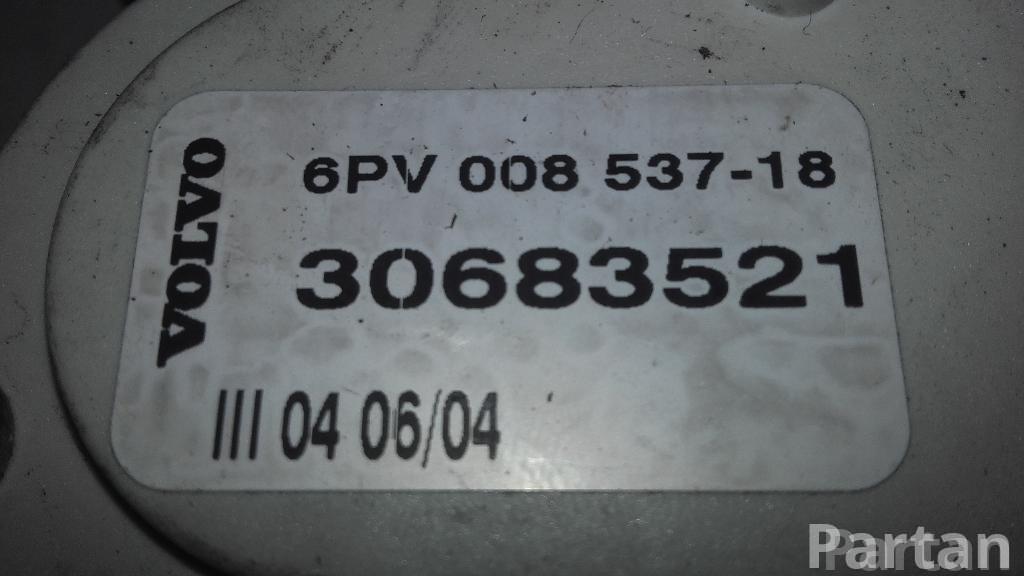 VOLVO
6PV 008 537-18
30683521
III 04 06/04
Partan